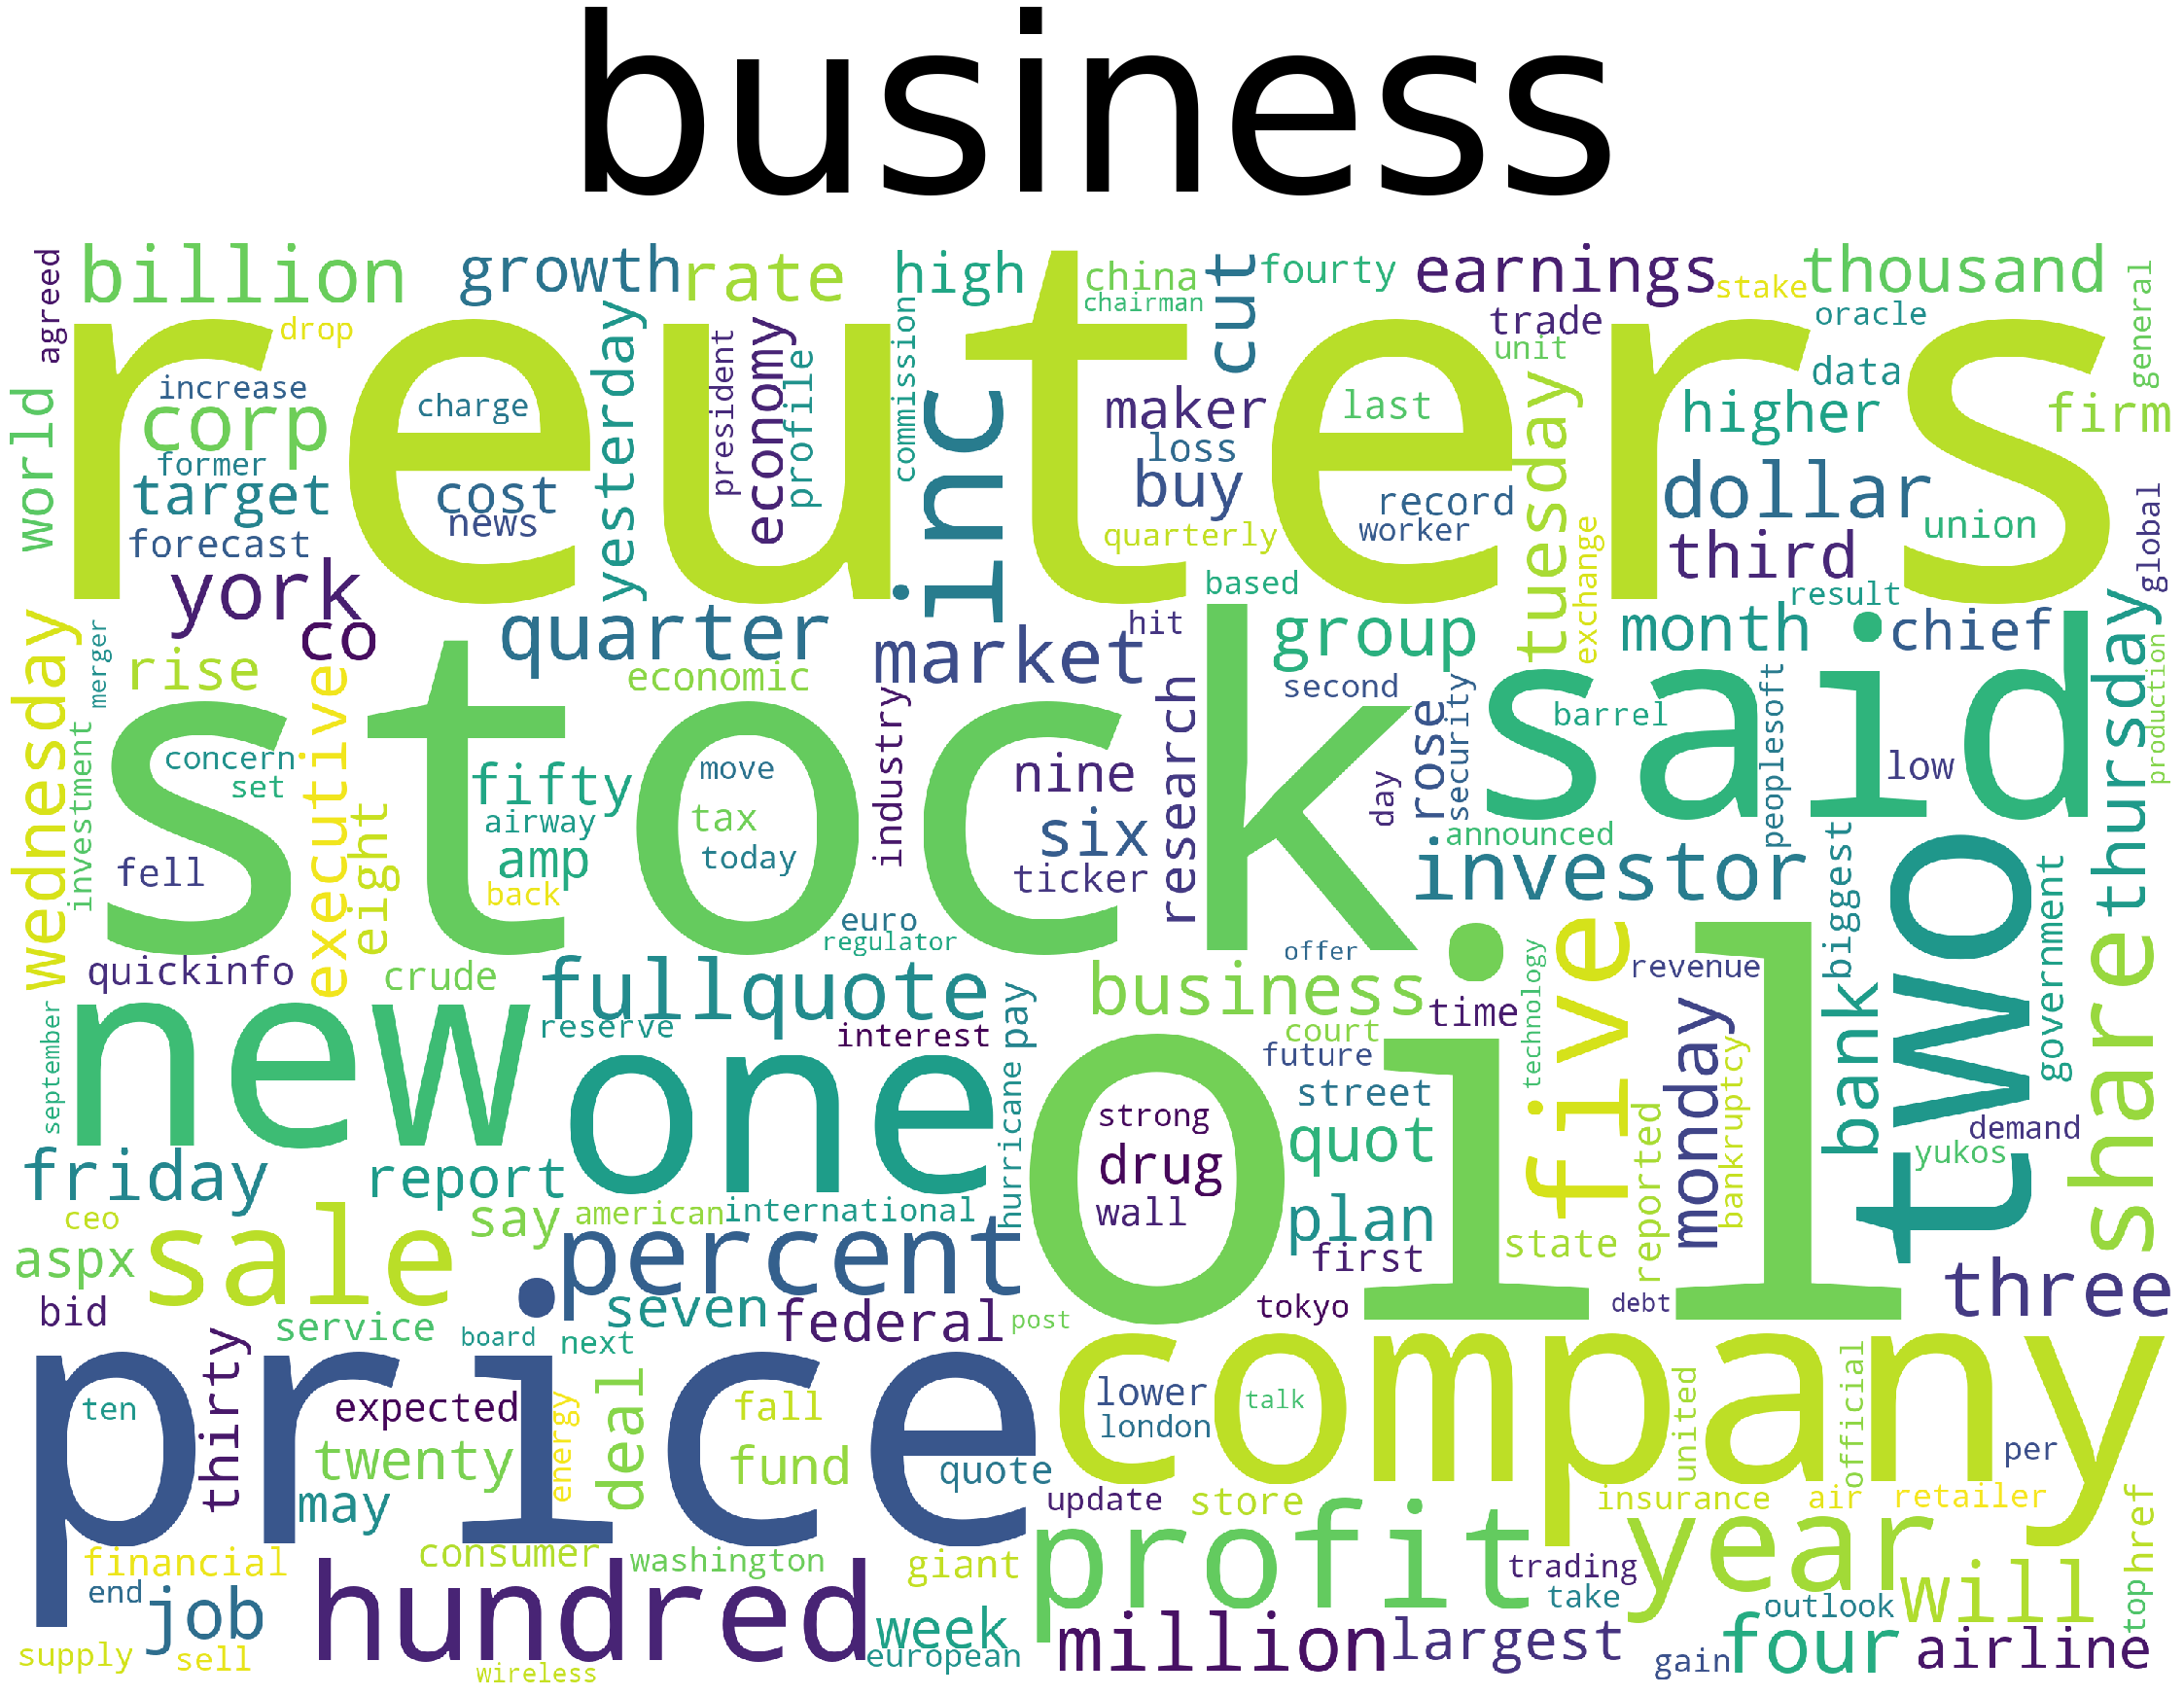 business
agreed
billion
growth
rate
high
china
chairman
cut
fourty
earnings
stake
thousand
general
reuters
drop
yesterday
economy
president
profile
commission
inc
trade
oracle
unit
data
world
increase
corp
charge
maker
last
tuesday
higher
firm
former
target
cost
news
loss
buy
record
worker
dollar
union
global
forecast
quarterly
exchange
third
york
co
quarter
based
result
wednesday
merger
rise
executive
economic
market
hit
group
month
chief
thursday
production
stock
industry
research
second
rose
security
barrel
said
peoplesoft
low
investment
concern
set
fifty
move
nine
day
airway
tax
six
announced
fell
eight
amp
today
back
ticker
investor
biggest
two
government
share
euro
regulator
offer
quickinfo
crude
fullquote
business
five
technology
revenue
bank
september
new
reserve
one
interest
hurricane
pay
oil
court
time
monday
future
street
bankruptcy
strong
quot
reported
demand
yukos
friday
report
drug
ceo
say
american
international
wall
plan
aspx
sale
percent
first
state
three
bid
service
seven
federal
post
tokyo
debt
thirty
board
next
price
company
ten
expected
energy
deal
fall
lower
talk
london
united
official
per
twenty
fund
quote
may
update
store
insurance
air
retailer
financial
consumer
washington
giant
profit
trading
year
top
href
end
job
hundred
week
take
outlook
will
supply
sell
wireless
european
million
largest
gain
four
airline